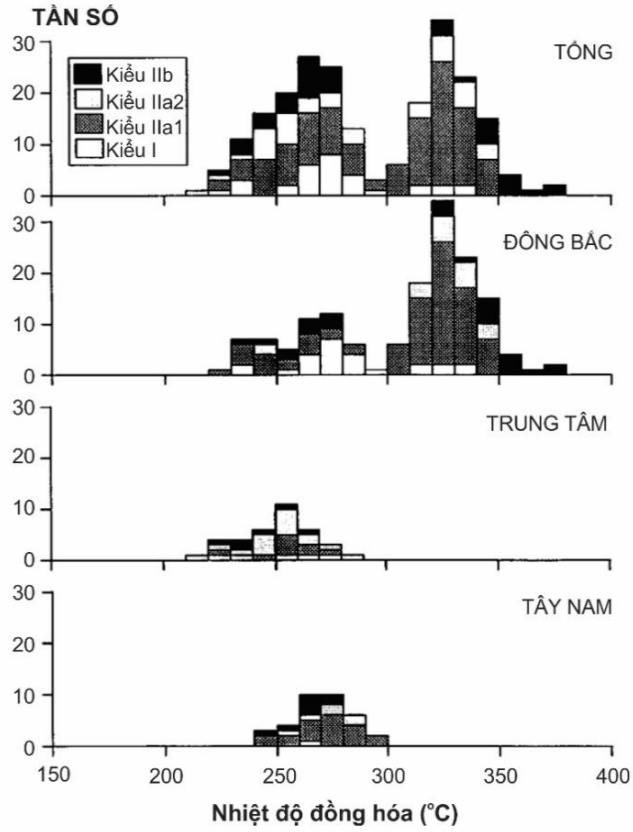 TẦN SỐ
30
20
10
0
Kiểu IIb
Kiểu IIa2
Kiểu IIa1
Kiểu I
TỔNG
30
20
10
0
ĐÔNG BẮC
30
20
10
0
TRUNG TÂM
30
20
10
0
TÂY NAM
150 200 250 300 350 400
Nhiệt độ đồng hóa (°C)